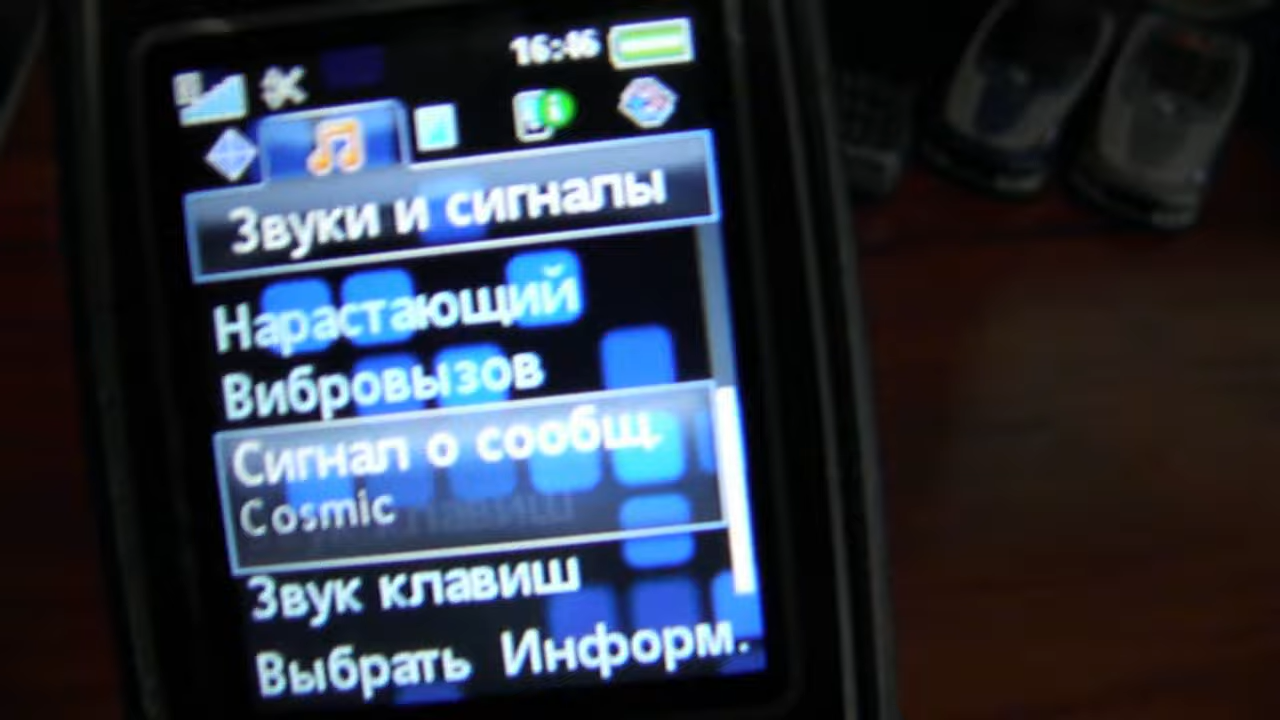 16:46
Звуки и сигналы
Нарастающий
Вибровызов
Сигнал о сообщ.
Cosmic
Звук клавиш
Выбрать Информ.